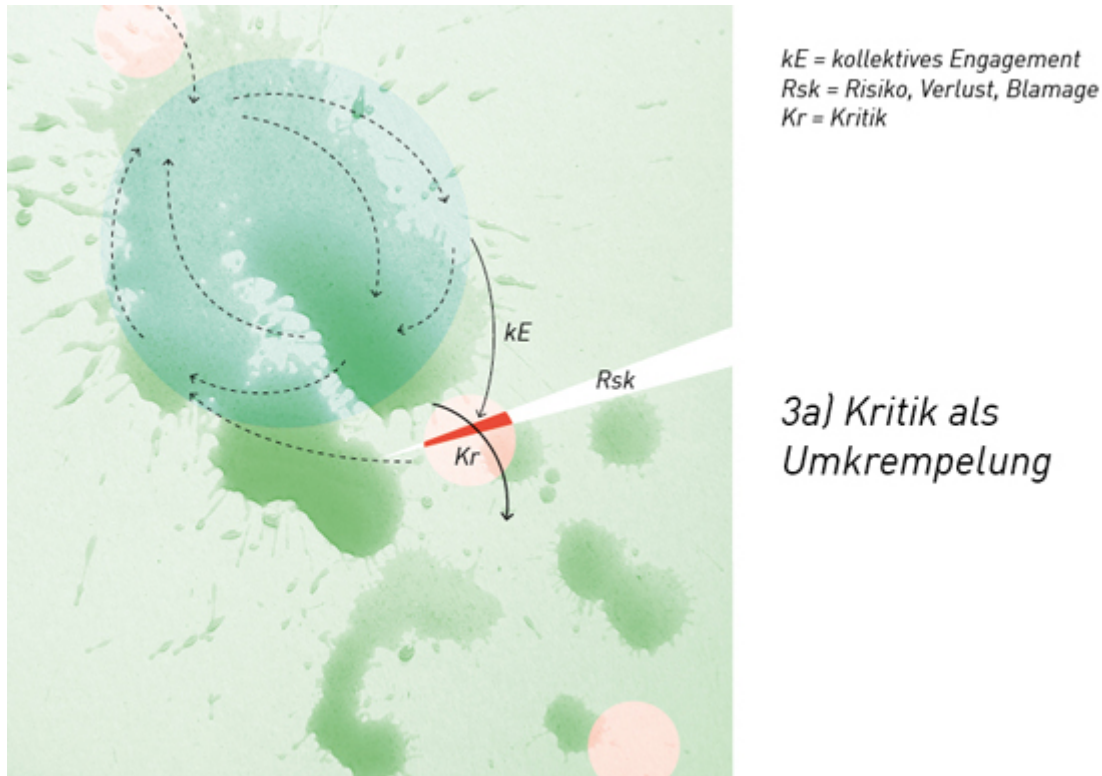 kE = kollektives Engagement
Rsk = Risiko, Verlust, Blamage
Kr = Kritik
kE
Rsk
Kr
3a) Kritik als
Umkrempelung